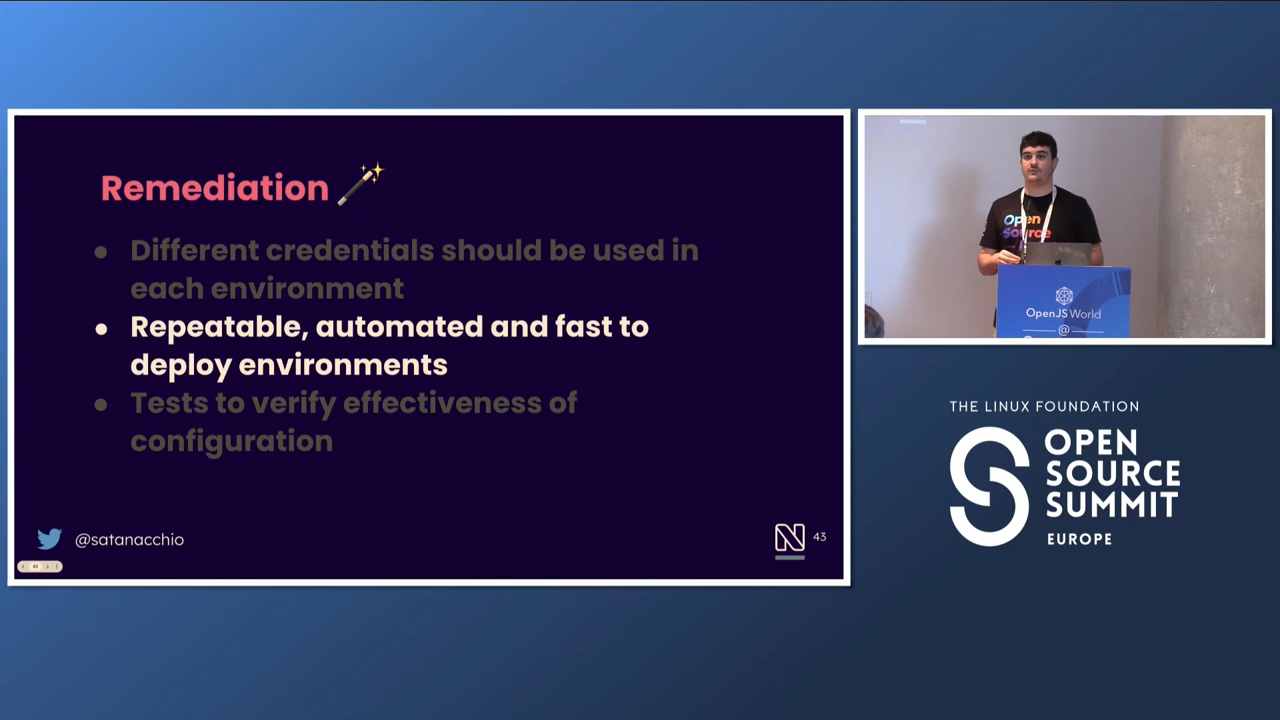 Remediation
● Different credentials should be used in
each environment
● Repeatable, automated and fast to
deploy environments
● Tests to verify effectiveness of
configuration
@satanacchio
N 43
43
Open
Source
OpenJS World
@
THE LINUX FOUNDATION
OPEN
SOURCE
SUMMIT
EUROPE